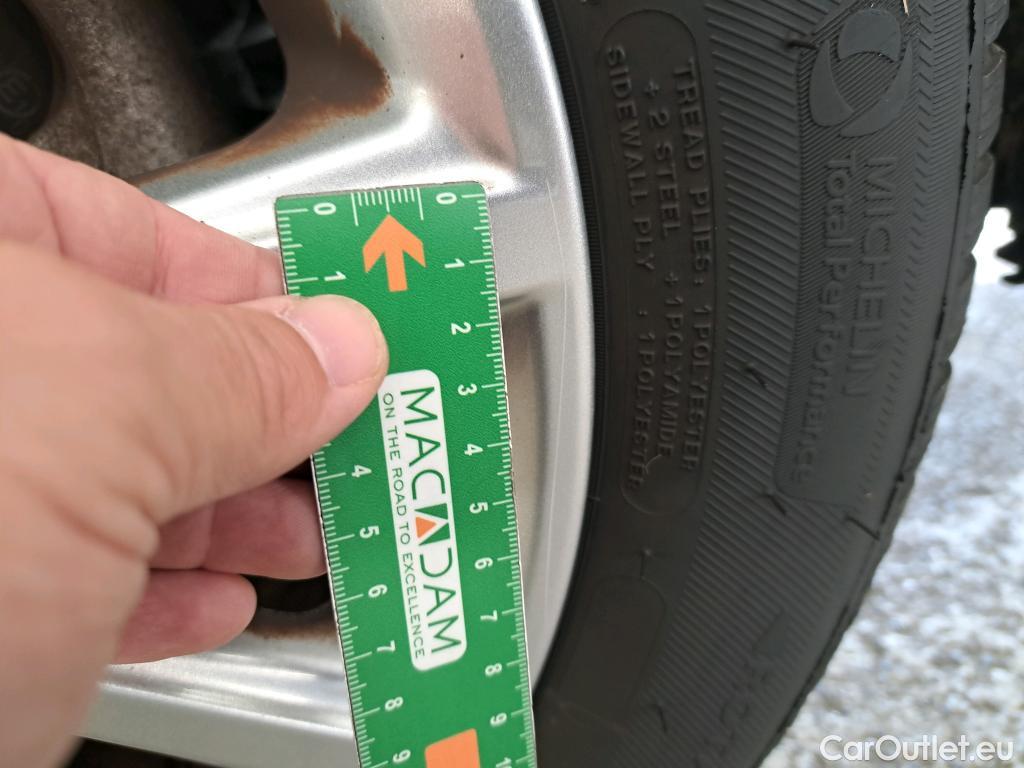 TREAD PLIES: 1 POLYESTER
+ 2 STEEL + 1 POLYAMIDE
SIDEWALL PLY : 1 POLYESTER
MICHELIN
Total Performance
0 0
1 1
2
3
4 4
5 5
6 6
7 7
8 8
9 9
MACADAM
ON THE ROAD TO EXCELLENCE
CarOutlet.eu